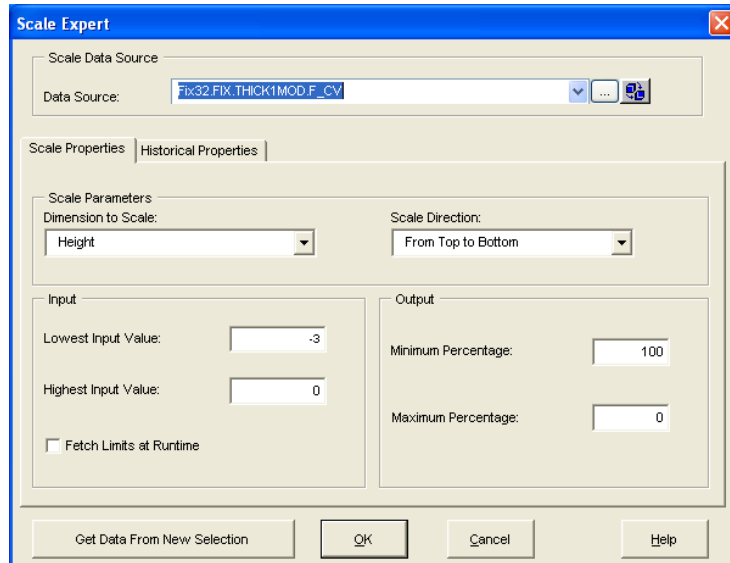 Scale Expert
Scale Data Source
Data Source:
Fix32.FIX.THICK1MOD.F_CV
...
Scale Properties
Historical Properties
Scale Parameters
Dimension to Scale:
Scale Direction:
Height
From Top to Bottom
Input
Output
Lowest Input Value:
-3
Minimum Percentage:
100
Highest Input Value:
0
Maximum Percentage:
0
Fetch Limits at Runtime
Get Data From New Selection
OK
Cancel
Help